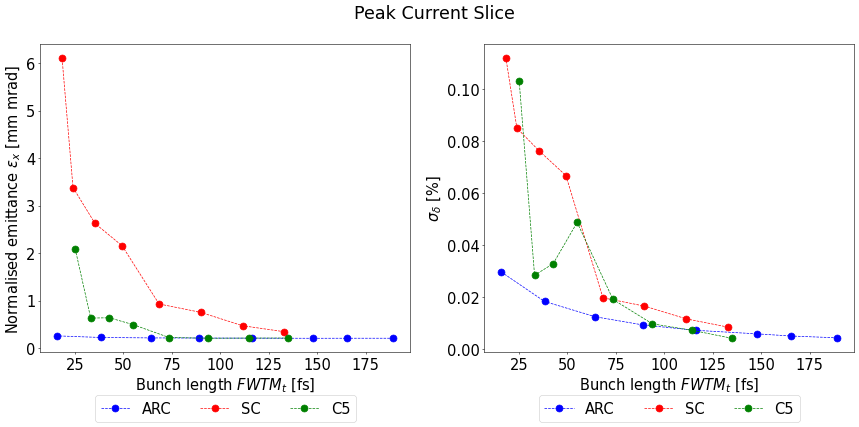 Peak Current Slice
Normalised emittance εₓ [mm mrad]
6
5
4
3
2
1
0
25 50 75 100 125 150 175
Bunch length FWTMₜ [fs]
ARC SC C5
σ_δ [%]
0.10
0.08
0.06
0.04
0.02
0.00
25 50 75 100 125 150 175
Bunch length FWTMₜ [fs]
ARC SC C5